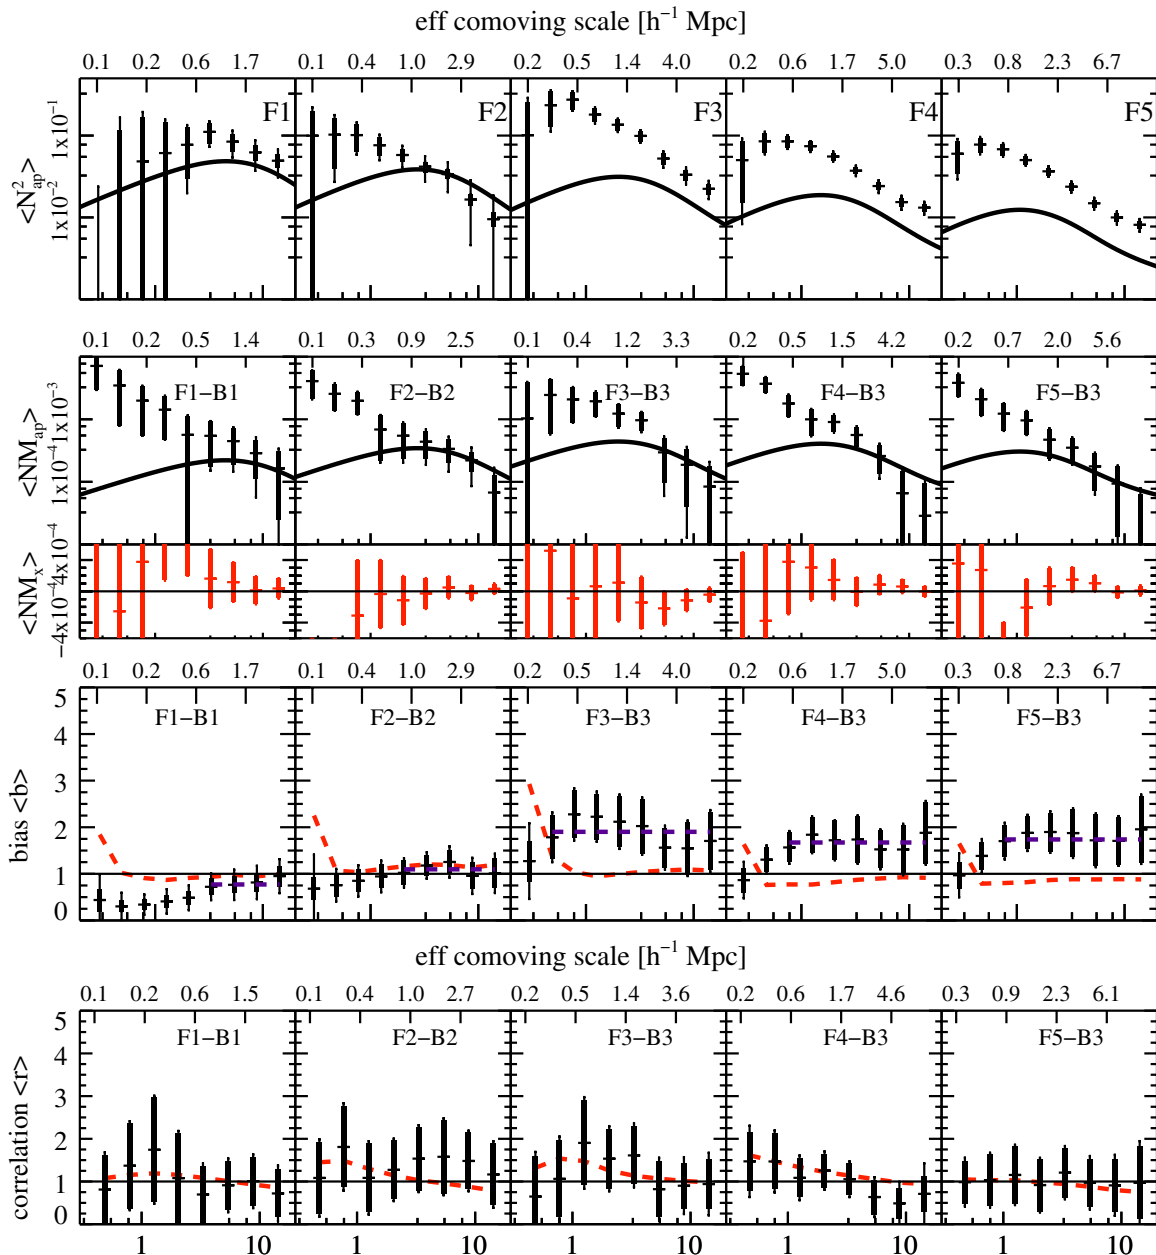 eff comoving scale [h⁻¹ Mpc]
0.1 0.2 0.6 1.7 0.1 0.4 1.0 2.9 0.2 0.5 1.4 4.0 0.2 0.6 1.7 5.0 0.3 0.8 2.3 6.7
F1 F2 F3 F4 F5
<N²ap>
1x10⁻¹
1x10⁻²
0.1 0.2 0.5 1.4 0.1 0.3 0.9 2.5 0.1 0.4 1.2 3.3 0.2 0.5 1.5 4.2 0.2 0.7 2.0 5.6
F1−B1 F2−B2 F3−B3 F4−B3 F5−B3
<NMap>
1x10⁻³
1x10⁻⁴
<NMx>
4x10⁻⁴
−4x10⁻⁴
0.1 0.2 0.6 1.7 0.1 0.4 1.0 2.9 0.2 0.5 1.4 4.0 0.2 0.6 1.7 5.0 0.3 0.8 2.3 6.7
F1−B1 F2−B2 F3−B3 F4−B3 F5−B3
bias <b>
5
4
3
2
1
0
eff comoving scale [h⁻¹ Mpc]
0.1 0.2 0.6 1.5 0.1 0.4 1.0 2.7 0.2 0.5 1.4 3.6 0.2 0.6 1.7 4.6 0.3 0.9 2.3 6.1
F1−B1 F2−B2 F3−B3 F4−B3 F5−B3
correlation <r>
5
4
3
2
1
0
1 10 1 10 1 10 1 10 1 10